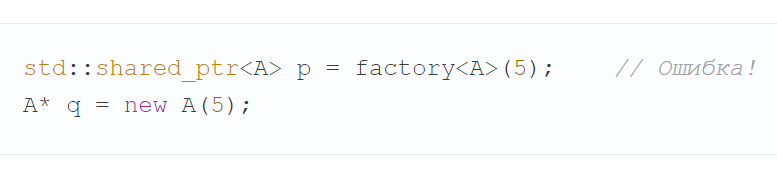 std::shared_ptr<A> p = factory<A>(5); // Ошибка!
A* q = new A(5);